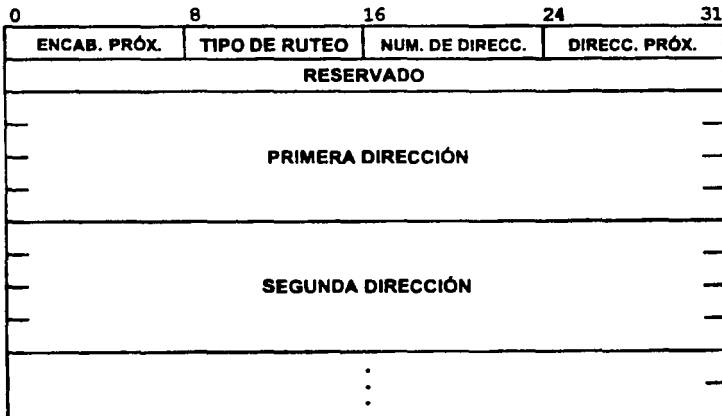 0 8 16 24 31
ENCAB. PRÓX. TIPO DE RUTEO NUM. DE DIRECC. DIRECC. PRÓX.
RESERVADO
PRIMERA DIRECCIÓN
SEGUNDA DIRECCIÓN